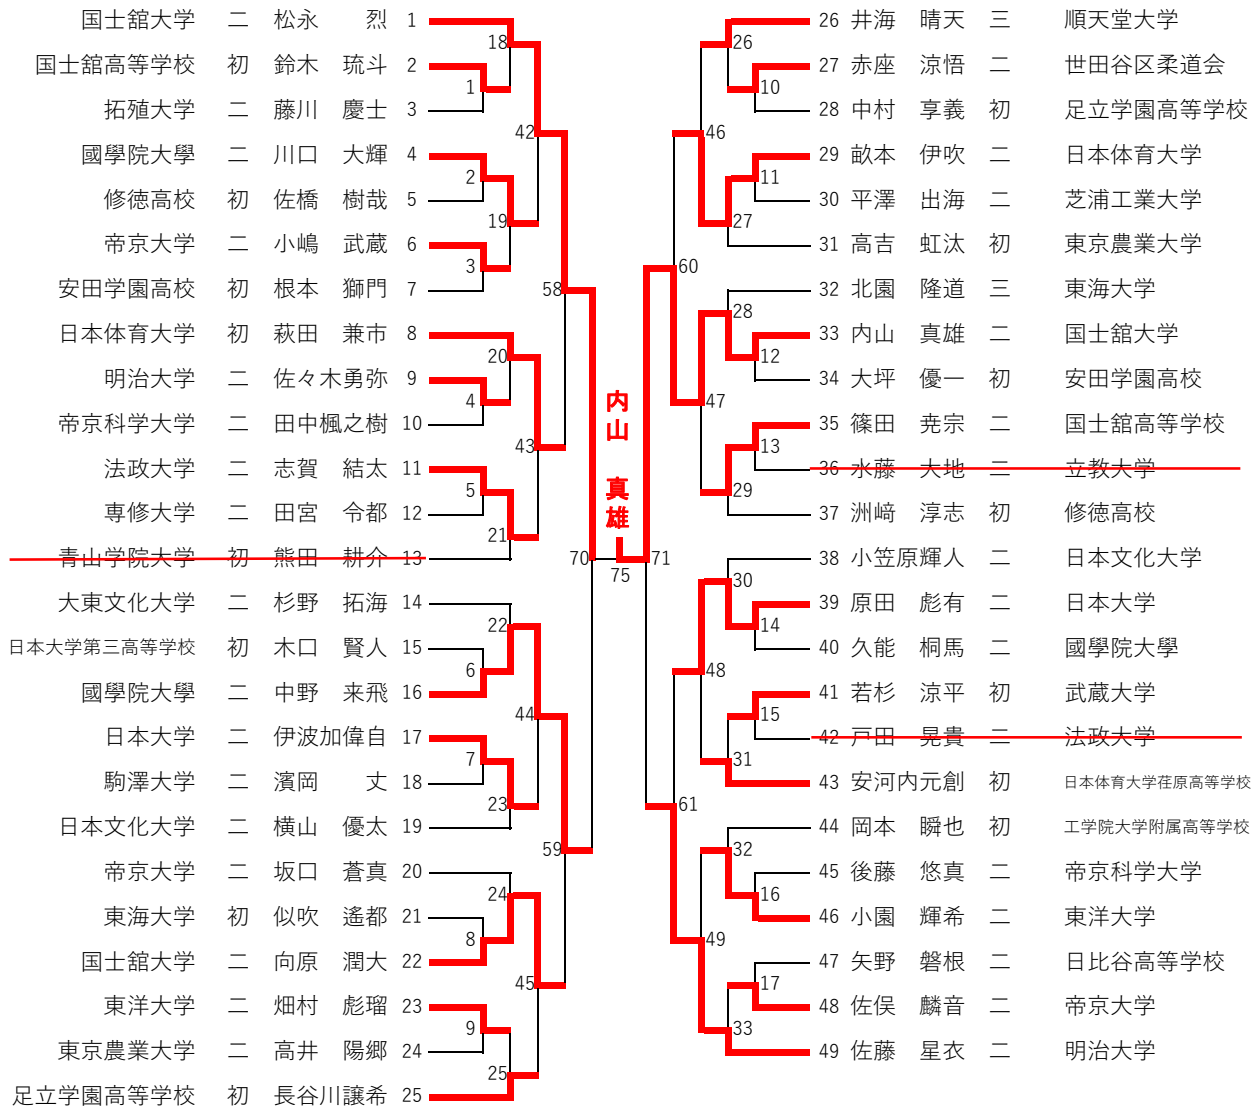 国士舘大学 二 松永 烈 1
国士舘高等学校 初 鈴木 琉斗 2
拓殖大学 二 藤川 慶士 3
國學院大學 二 川口 大輝 4
修徳高校 初 佐橋 樹哉 5
帝京大学 二 小嶋 武蔵 6
安田学園高校 初 根本 獅門 7
日本体育大学 初 萩田 兼市 8
明治大学 二 佐々木勇弥 9
帝京科学大学 二 田中楓之樹 10
法政大学 二 志賀 結太 11
専修大学 二 田宮 令都 12
青山学院大学 初 熊田 耕介 13
大東文化大学 二 杉野 拓海 14
日本大学第三高等学校 初 木口 賢人 15
國學院大學 二 中野 来飛 16
日本大学 二 伊波加偉自 17
駒澤大学 二 濱岡 丈 18
日本文化大学 二 横山 優太 19
帝京大学 二 坂口 蒼真 20
東海大学 初 似吹 遙都 21
国士舘大学 二 向原 潤大 22
東洋大学 二 畑村 彪瑠 23
東京農業大学 二 高井 陽郷 24
足立学園高等学校 初 長谷川譲希 25
18
1
42
2
19
3
58
20
4
43
5
21
70
22
6
44
7
23
59
24
8
45
9
25
内山 真雄
75
26
10
46
11
27
60
28
12
47
13
29
71
30
14
48
15
31
61
32
16
49
17
33
26 井海 晴天 三 順天堂大学
27 赤座 涼悟 二 世田谷区柔道会
28 中村 享義 初 足立学園高等学校
29 畝本 伊吹 二 日本体育大学
30 平澤 出海 二 芝浦工業大学
31 高吉 虹汰 初 東京農業大学
32 北園 隆道 三 東海大学
33 内山 真雄 二 国士舘大学
34 大坪 優一 初 安田学園高校
35 篠田 尭宗 二 国士舘高等学校
36 水藤 大地 二 立教大学
37 洲﨑 淳志 初 修徳高校
38 小笠原輝人 二 日本文化大学
39 原田 彪有 二 日本大学
40 久能 桐馬 二 國學院大學
41 若杉 涼平 初 武蔵大学
42 戸田 晃貴 二 法政大学
43 安河内元創 初 日本体育大学荏原高等学校
44 岡本 瞬也 初 工学院大学附属高等学校
45 後藤 悠真 二 帝京科学大学
46 小園 輝希 二 東洋大学
47 矢野 磐根 二 日比谷高等学校
48 佐俣 麟音 二 帝京大学
49 佐藤 星衣 二 明治大学